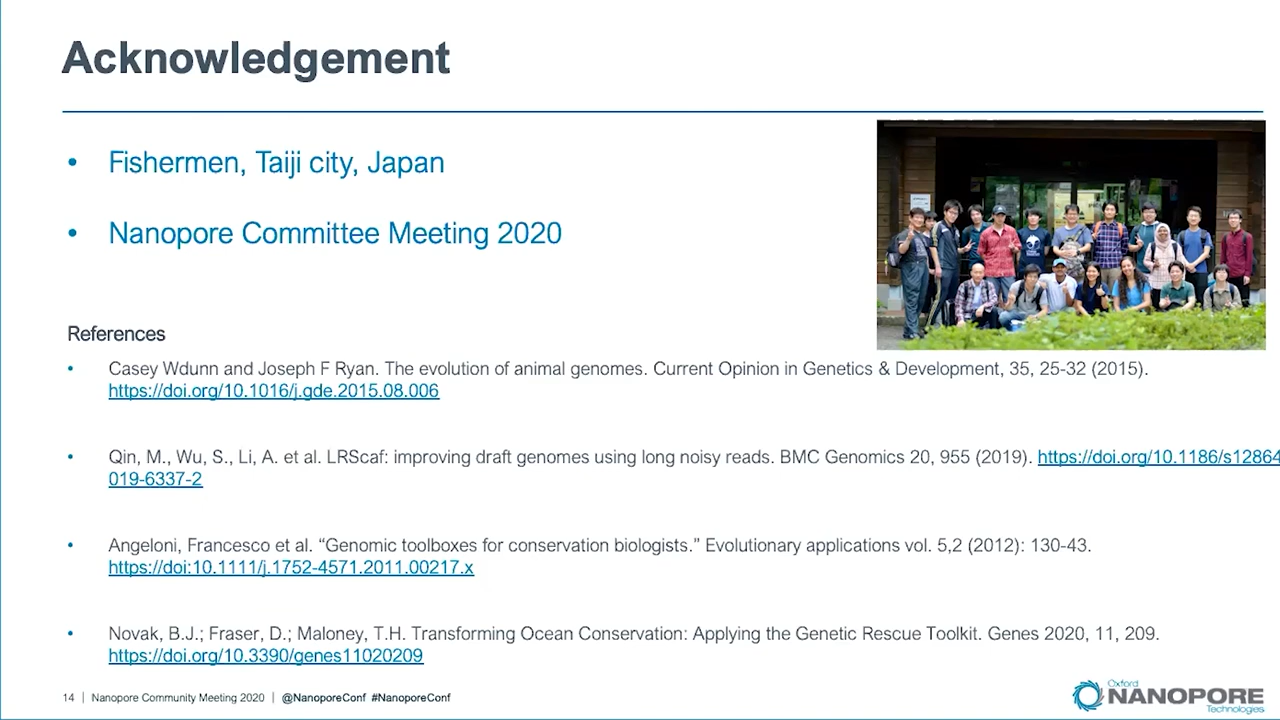 Acknowledgement
• Fishermen, Taiji city, Japan
• Nanopore Committee Meeting 2020
References
• Casey Wdunn and Joseph F Ryan. The evolution of animal genomes. Current Opinion in Genetics & Development, 35, 25-32 (2015).
https://doi.org/10.1016/j.gde.2015.08.006
• Qin, M., Wu, S., Li, A. et al. LRScaf: improving draft genomes using long noisy reads. BMC Genomics 20, 955 (2019). https://doi.org/10.1186/s12864
019-6337-2
• Angeloni, Francesco et al. “Genomic toolboxes for conservation biologists.” Evolutionary applications vol. 5,2 (2012): 130-43.
https://doi:10.1111/j.1752-4571.2011.00217.x
• Novak, B.J.; Fraser, D.; Maloney, T.H. Transforming Ocean Conservation: Applying the Genetic Rescue Toolkit. Genes 2020, 11, 209.
https://doi.org/10.3390/genes11020209
14 | Nanopore Community Meeting 2020 | @NanoporeConf #NanoporeConf
Oxford
NANOPORE
Technologies